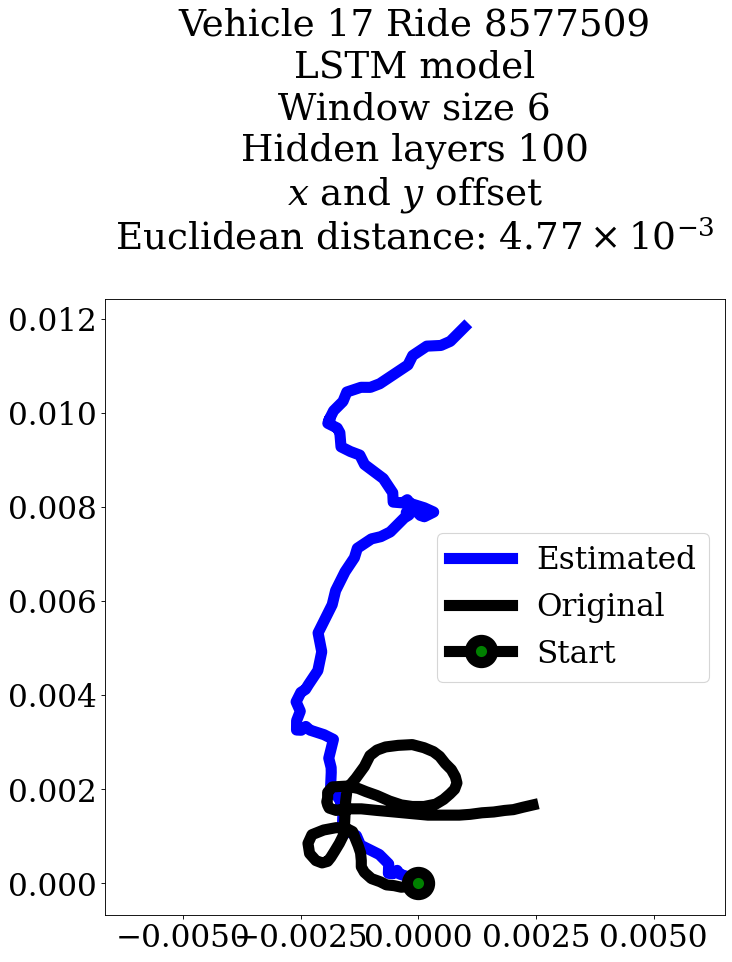 Vehicle 17 Ride 8577509
LSTM model
Window size 6
Hidden layers 100
x and y offset
Euclidean distance: 4.77 × 10⁻³
0.012
0.010
0.008
0.006
0.004
0.002
0.000
Estimated
Original
Start
−0.0050 −0.0025 0.0000 0.0025 0.0050